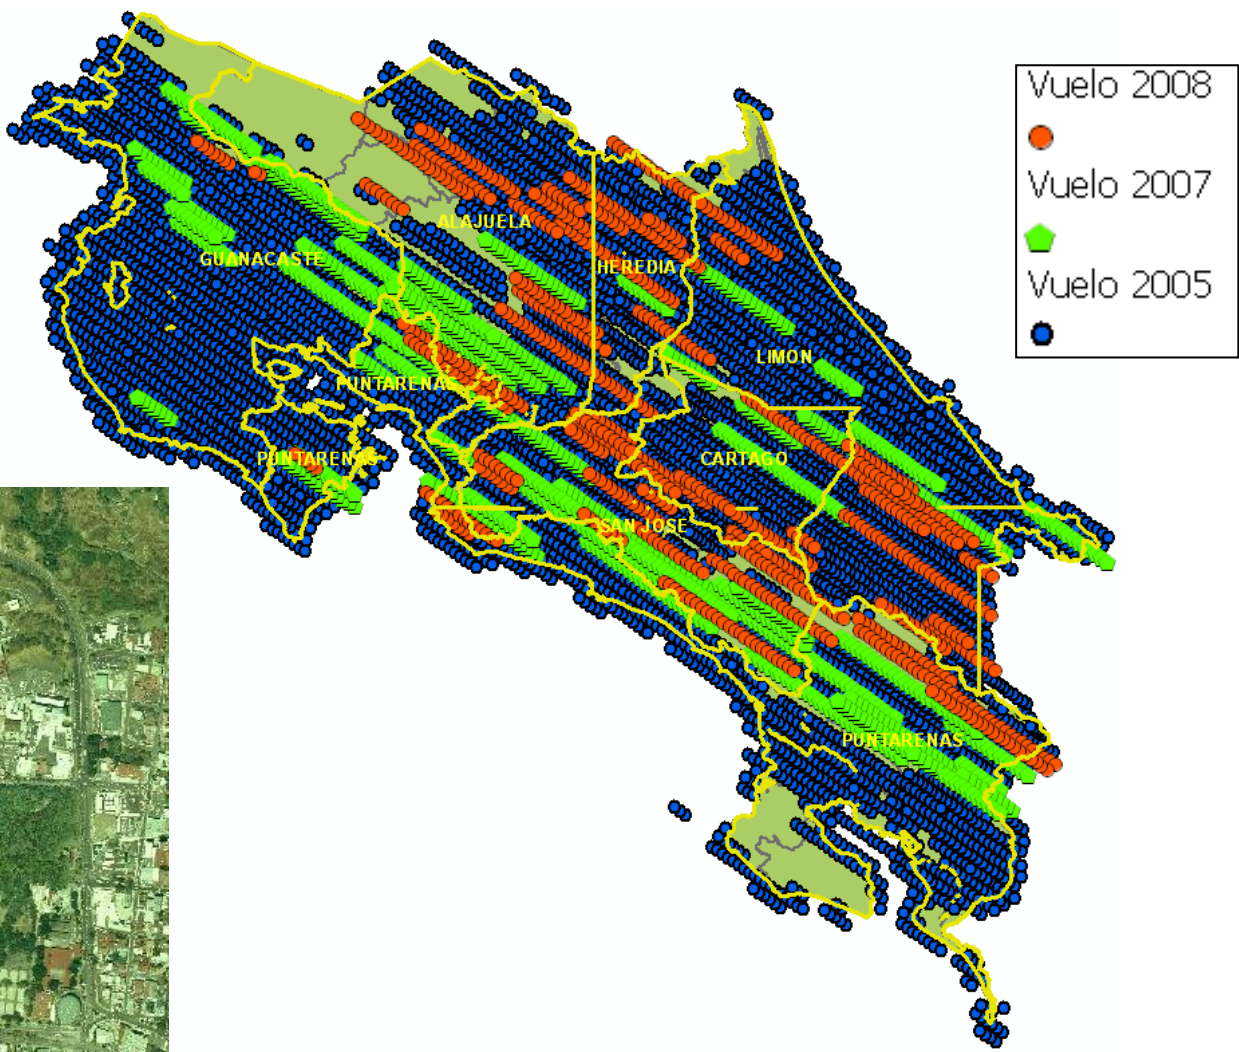 Vuelo 2008
Vuelo 2007
Vuelo 2005
ALAJUELA
GUANACASTE
HEREDIA
LIMON
PUNTARENAS
PUNTARENAS
CARTAGO
SAN JOSE
PUNTARENAS